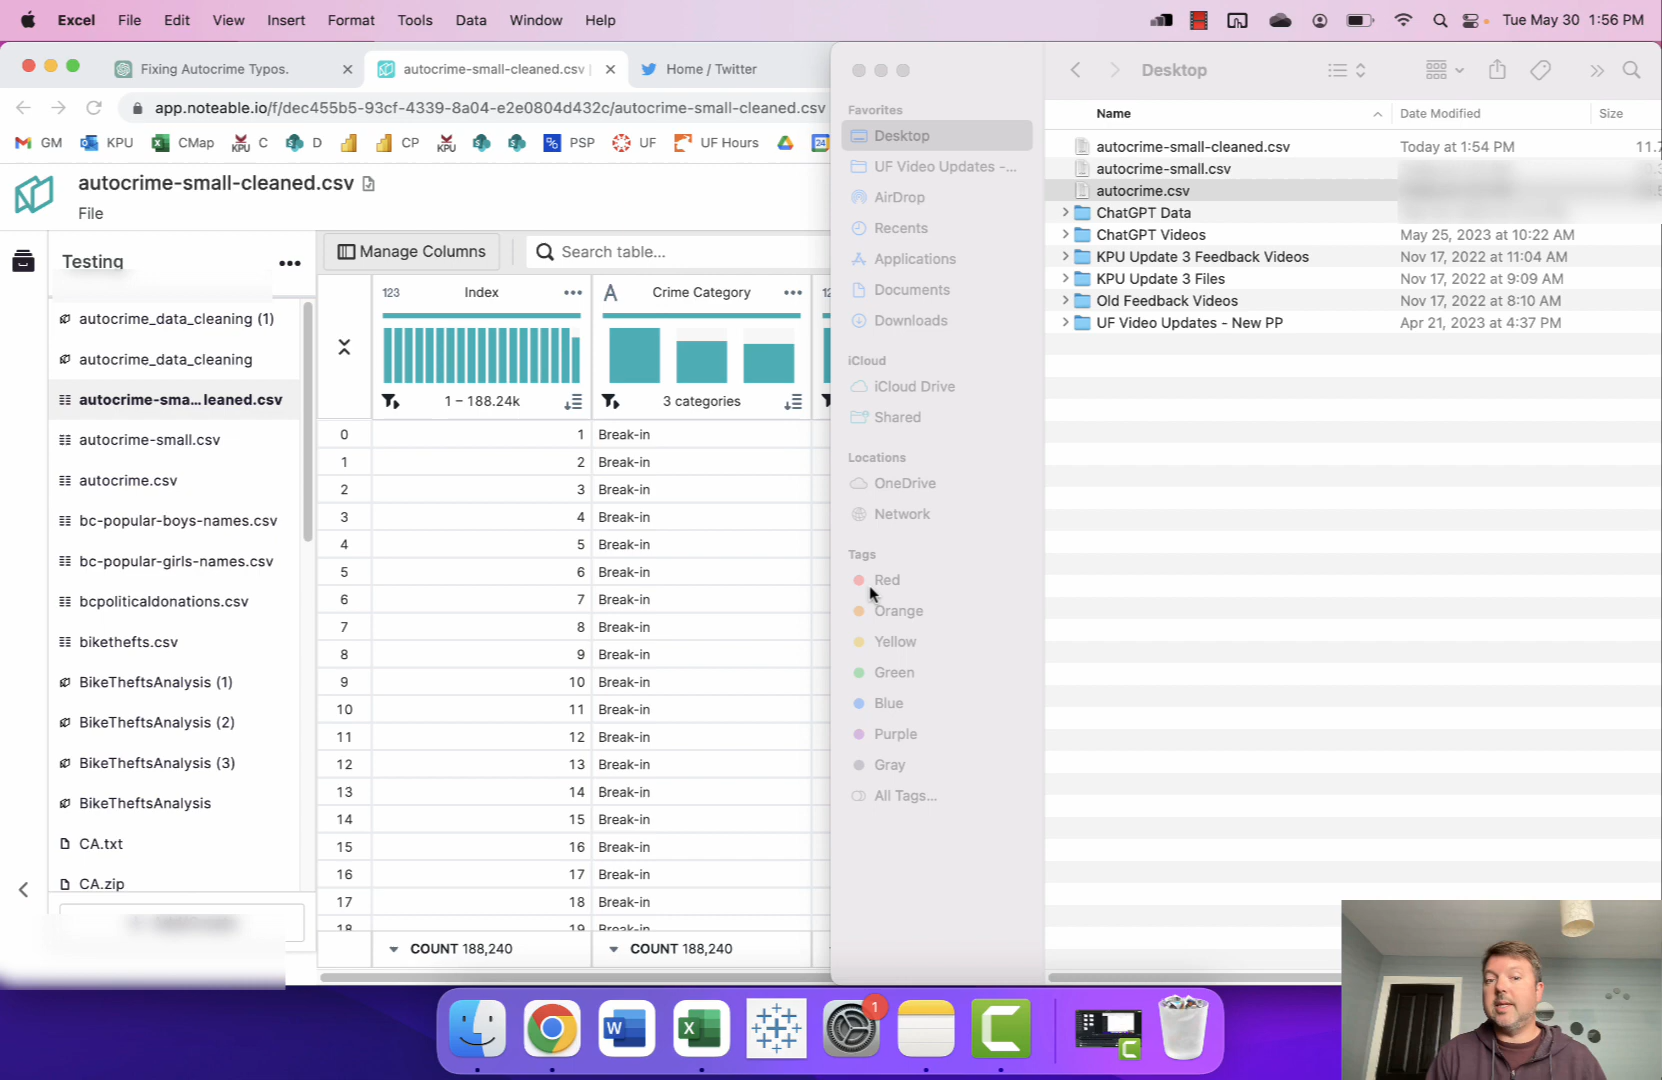 Excel File Edit View Insert Format Tools Data Window Help
Tue May 30 1:56 PM
Fixing Autocrime Typos.
autocrime-small-cleaned.csv
Home / Twitter
app.noteable.io/f/dec455b5-93cf-4339-8a04-e2e0804d432c/autocrime-small-cleaned.csv
GM KPU CMap KPU C D CP KPU PSP UF UF Hours 24
autocrime-small-cleaned.csv
File
Testing
autocrime_data_cleaning (1)
autocrime_data_cleaning
autocrime-sma...leaned.csv
autocrime-small.csv
autocrime.csv
bc-popular-boys-names.csv
bc-popular-girls-names.csv
bcpoliticaldonations.csv
bikethefts.csv
BikeTheftsAnalysis (1)
BikeTheftsAnalysis (2)
BikeTheftsAnalysis (3)
BikeTheftsAnalysis
CA.txt
CA.zip
Manage Columns
Search table...
123 Index ••• A Crime Category ••• 12
1 – 188.24k
3 categories
0 1 Break-in
1 2 Break-in
2 3 Break-in
3 4 Break-in
4 5 Break-in
5 6 Break-in
6 7 Break-in
7 8 Break-in
8 9 Break-in
9 10 Break-in
10 11 Break-in
11 12 Break-in
12 13 Break-in
13 14 Break-in
14 15 Break-in
15 16 Break-in
16 17 Break-in
17 18 Break-in
18 19 Break-in
COUNT 188,240
COUNT 188,240
Favorites
Desktop
UF Video Updates -...
AirDrop
Recents
Applications
Documents
Downloads
iCloud
iCloud Drive
Shared
Locations
OneDrive
Network
Tags
Red
Orange
Yellow
Green
Blue
Purple
Gray
All Tags...
Desktop
Name Date Modified Size
autocrime-small-cleaned.csv Today at 1:54 PM 11.7
autocrime-small.csv
autocrime.csv
ChatGPT Data
ChatGPT Videos May 25, 2023 at 10:22 AM
KPU Update 3 Feedback Videos Nov 17, 2022 at 11:04 AM
KPU Update 3 Files Nov 17, 2022 at 9:09 AM
Old Feedback Videos Nov 17, 2022 at 8:10 AM
UF Video Updates - New PP Apr 21, 2023 at 4:37 PM
W X 1 C C